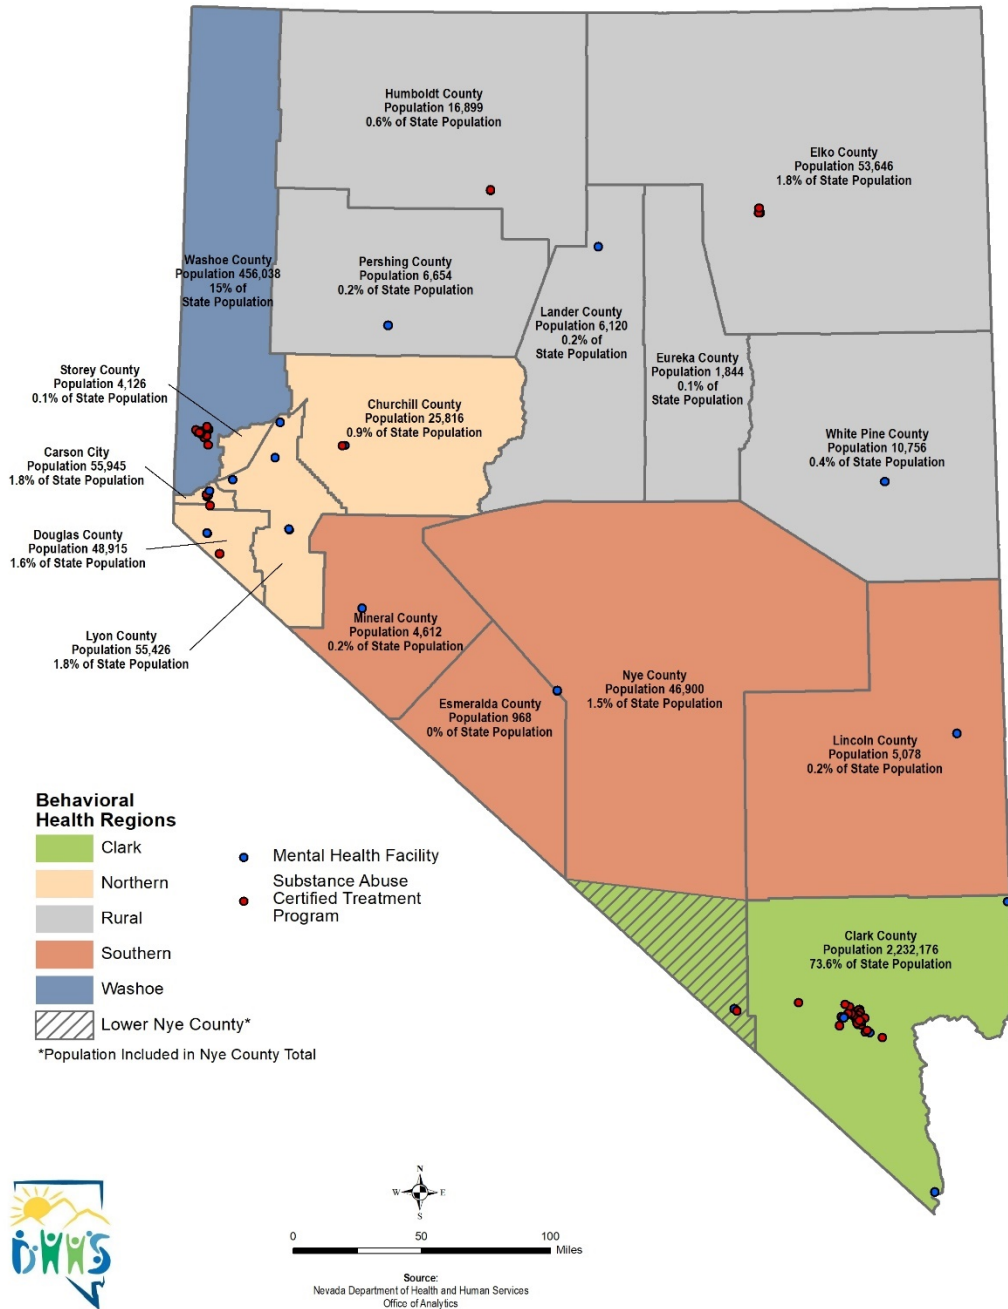 Humboldt County
Population 16,899
0.6% of State Population
Elko County
Population 53,646
1.8% of State Population
Washoe County
Population 456,038
15% of
State Population
Pershing County
Population 6,654
0.2% of State Population
Lander County
Population 6,120
0.2% of
State Population
Eureka County
Population 1,844
0.1% of
State Population
Storey County
Population 4,126
0.1% of State Population
Churchill County
Population 25,816
0.9% of State Population
White Pine County
Population 10,756
0.4% of State Population
Carson City
Population 55,945
1.8% of State Population
Douglas County
Population 48,915
1.6% of State Population
Lyon County
Population 55,426
1.8% of State Population
Mineral County
Population 4,612
0.2% of State Population
Esmeralda County
Population 968
0% of State Population
Nye County
Population 46,900
1.5% of State Population
Lincoln County
Population 5,078
0.2% of State Population
Clark County
Population 2,232,176
73.6% of State Population
Behavioral
Health Regions
Clark
Northern
Rural
Southern
Washoe
Lower Nye County*
*Population Included in Nye County Total
Mental Health Facility
Substance Abuse
Certified Treatment
Program
N
W E
S
0 50 100
Miles
Source:
Nevada Department of Health and Human Services
Office of Analytics
DHHS